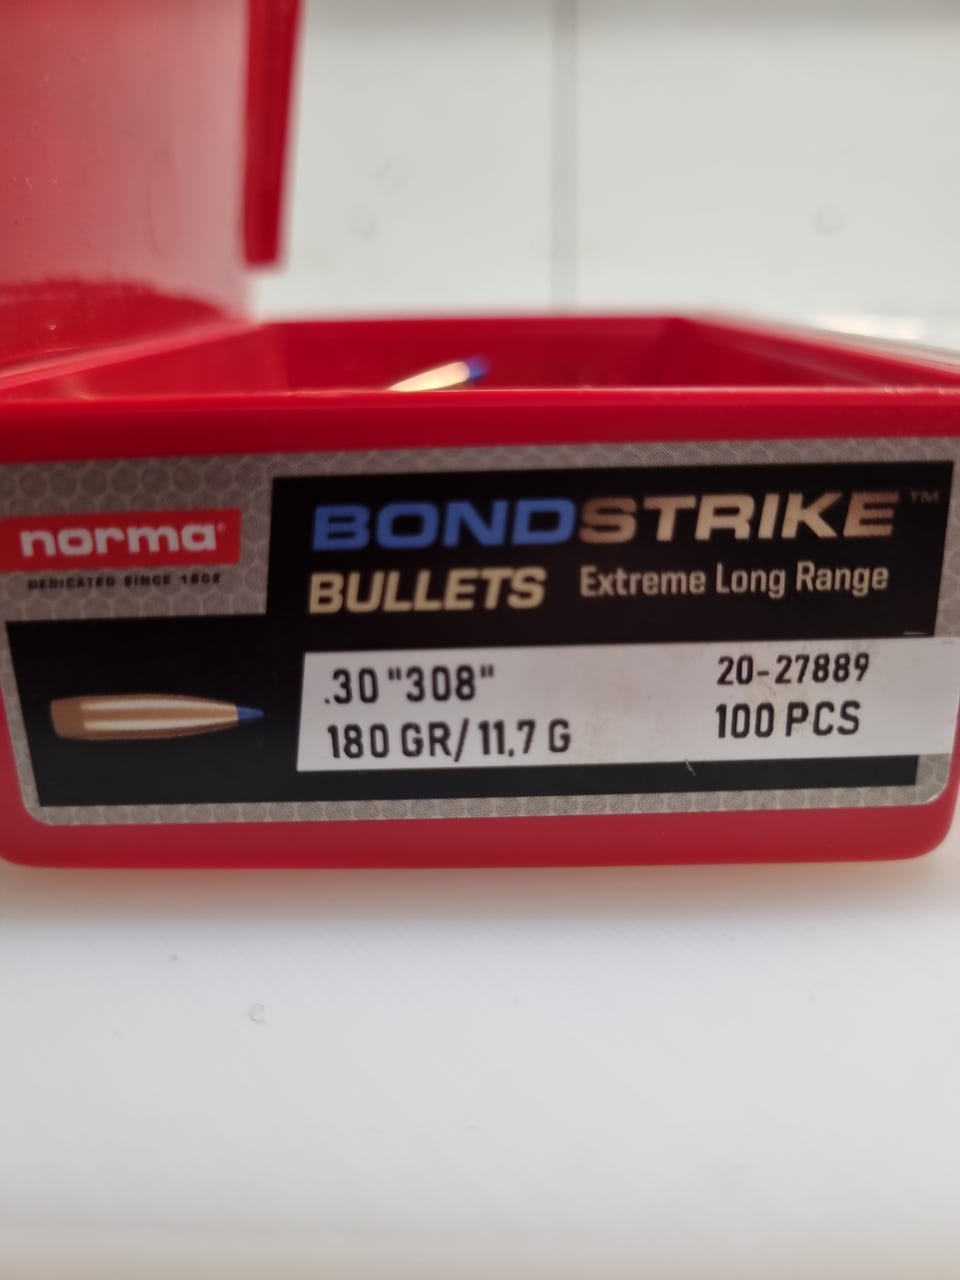 norma®
DEDICATED SINCE 1902
BONDSTRIKE™
BULLETS Extreme Long Range
.30 "308" 20-27889
180 GR/11,7 G 100 PCS